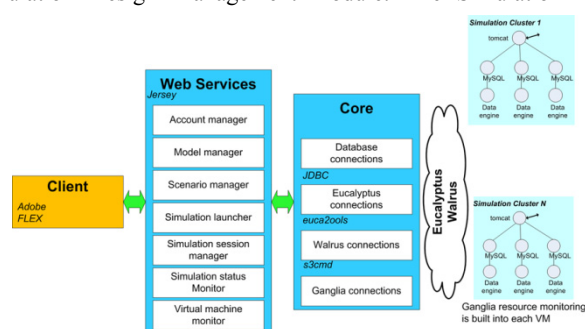 Simulation Cluster 1
tomcat
MySQL MySQL MySQL
Data engine Data engine Data engine
Web Services
Jersey
Account manager
Model manager
Scenario manager
Simulation launcher
Simulation session
manager
Simulation status
Monitor
Virtual machine
monitor
Core
Database
connections
JDBC
Eucalyptus
connections
euca2ools
Walrus connections
s3cmd
Ganglia connections
Client
Adobe
FLEX
Eucalyptus
Walrus
Simulation Cluster N
tomcat
MySQL MySQL MySQL
Data engine Data engine Data engine
Ganglia resource monitoring
is built into each VM